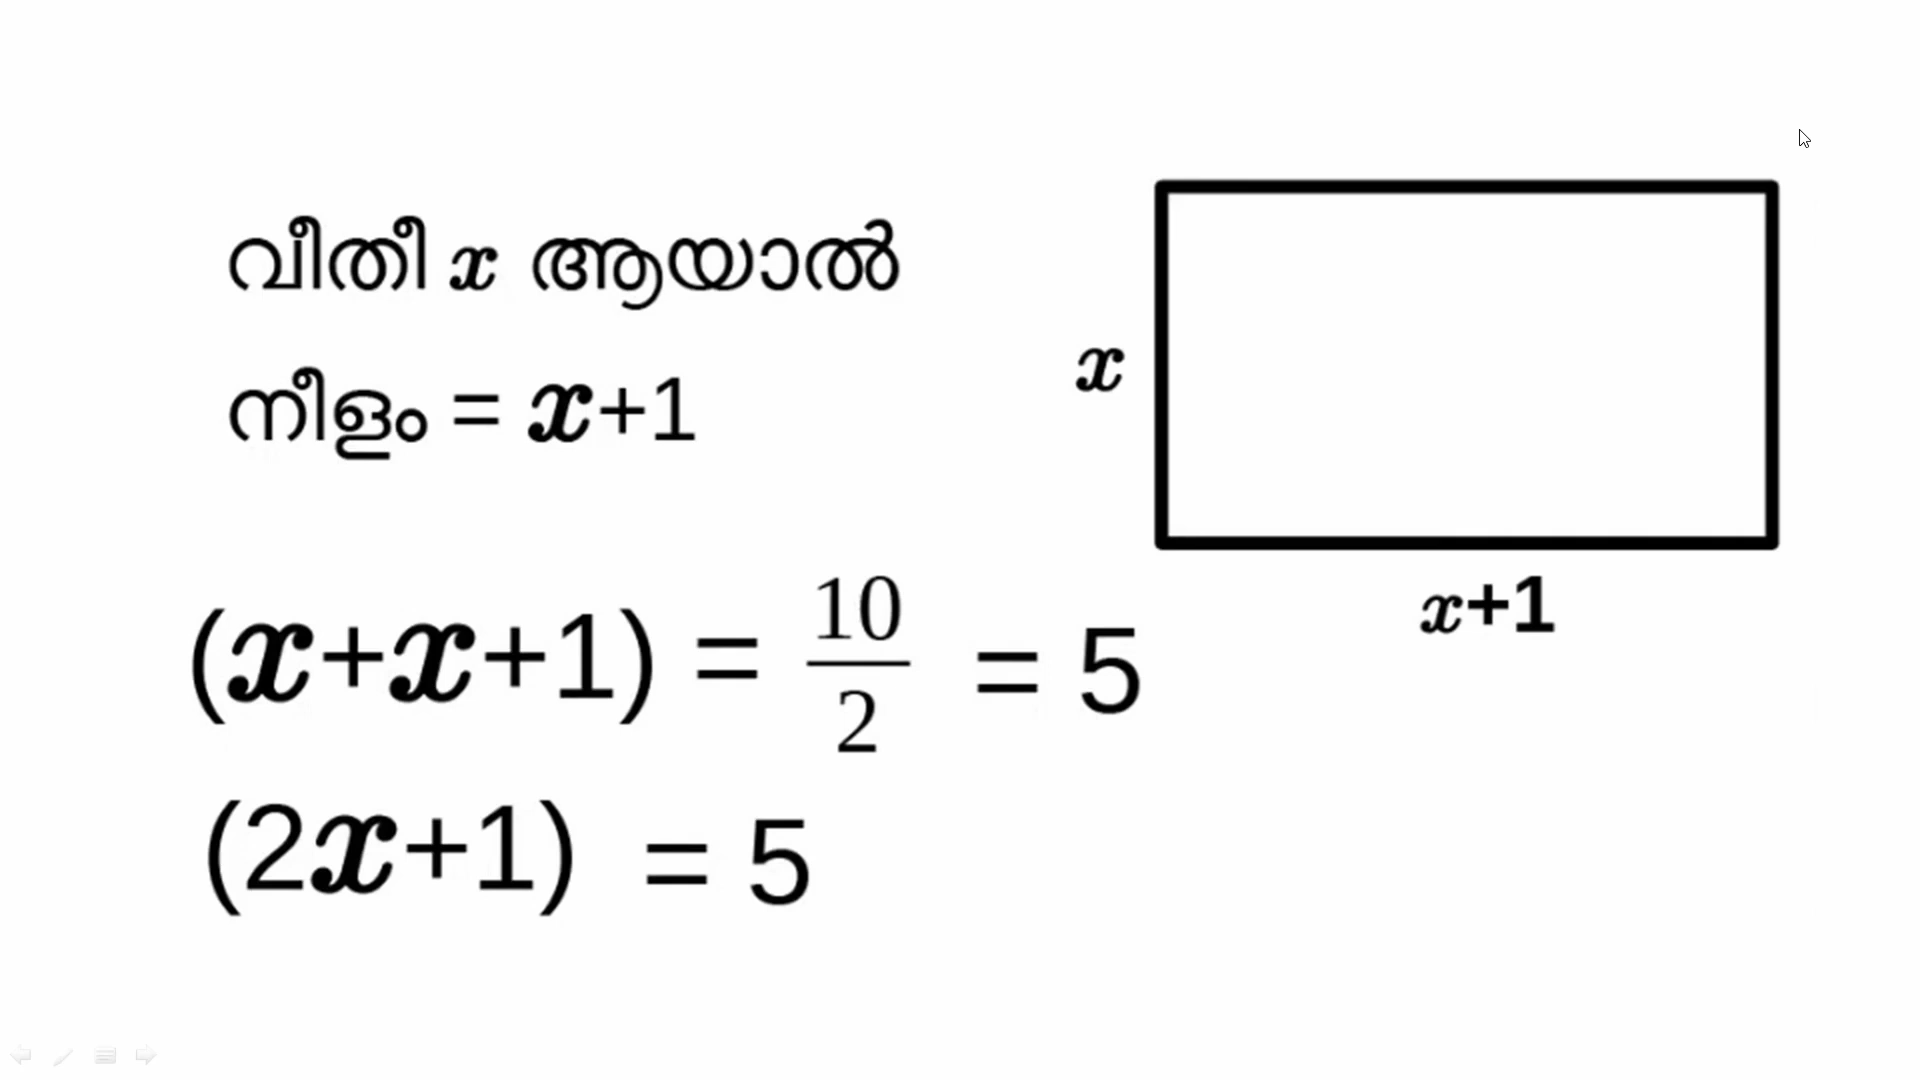 വീതീ x ആയാൽ
നീളം = x+1
x
x+1
(x+x+1) = 10/2 = 5
(2x+1) = 5